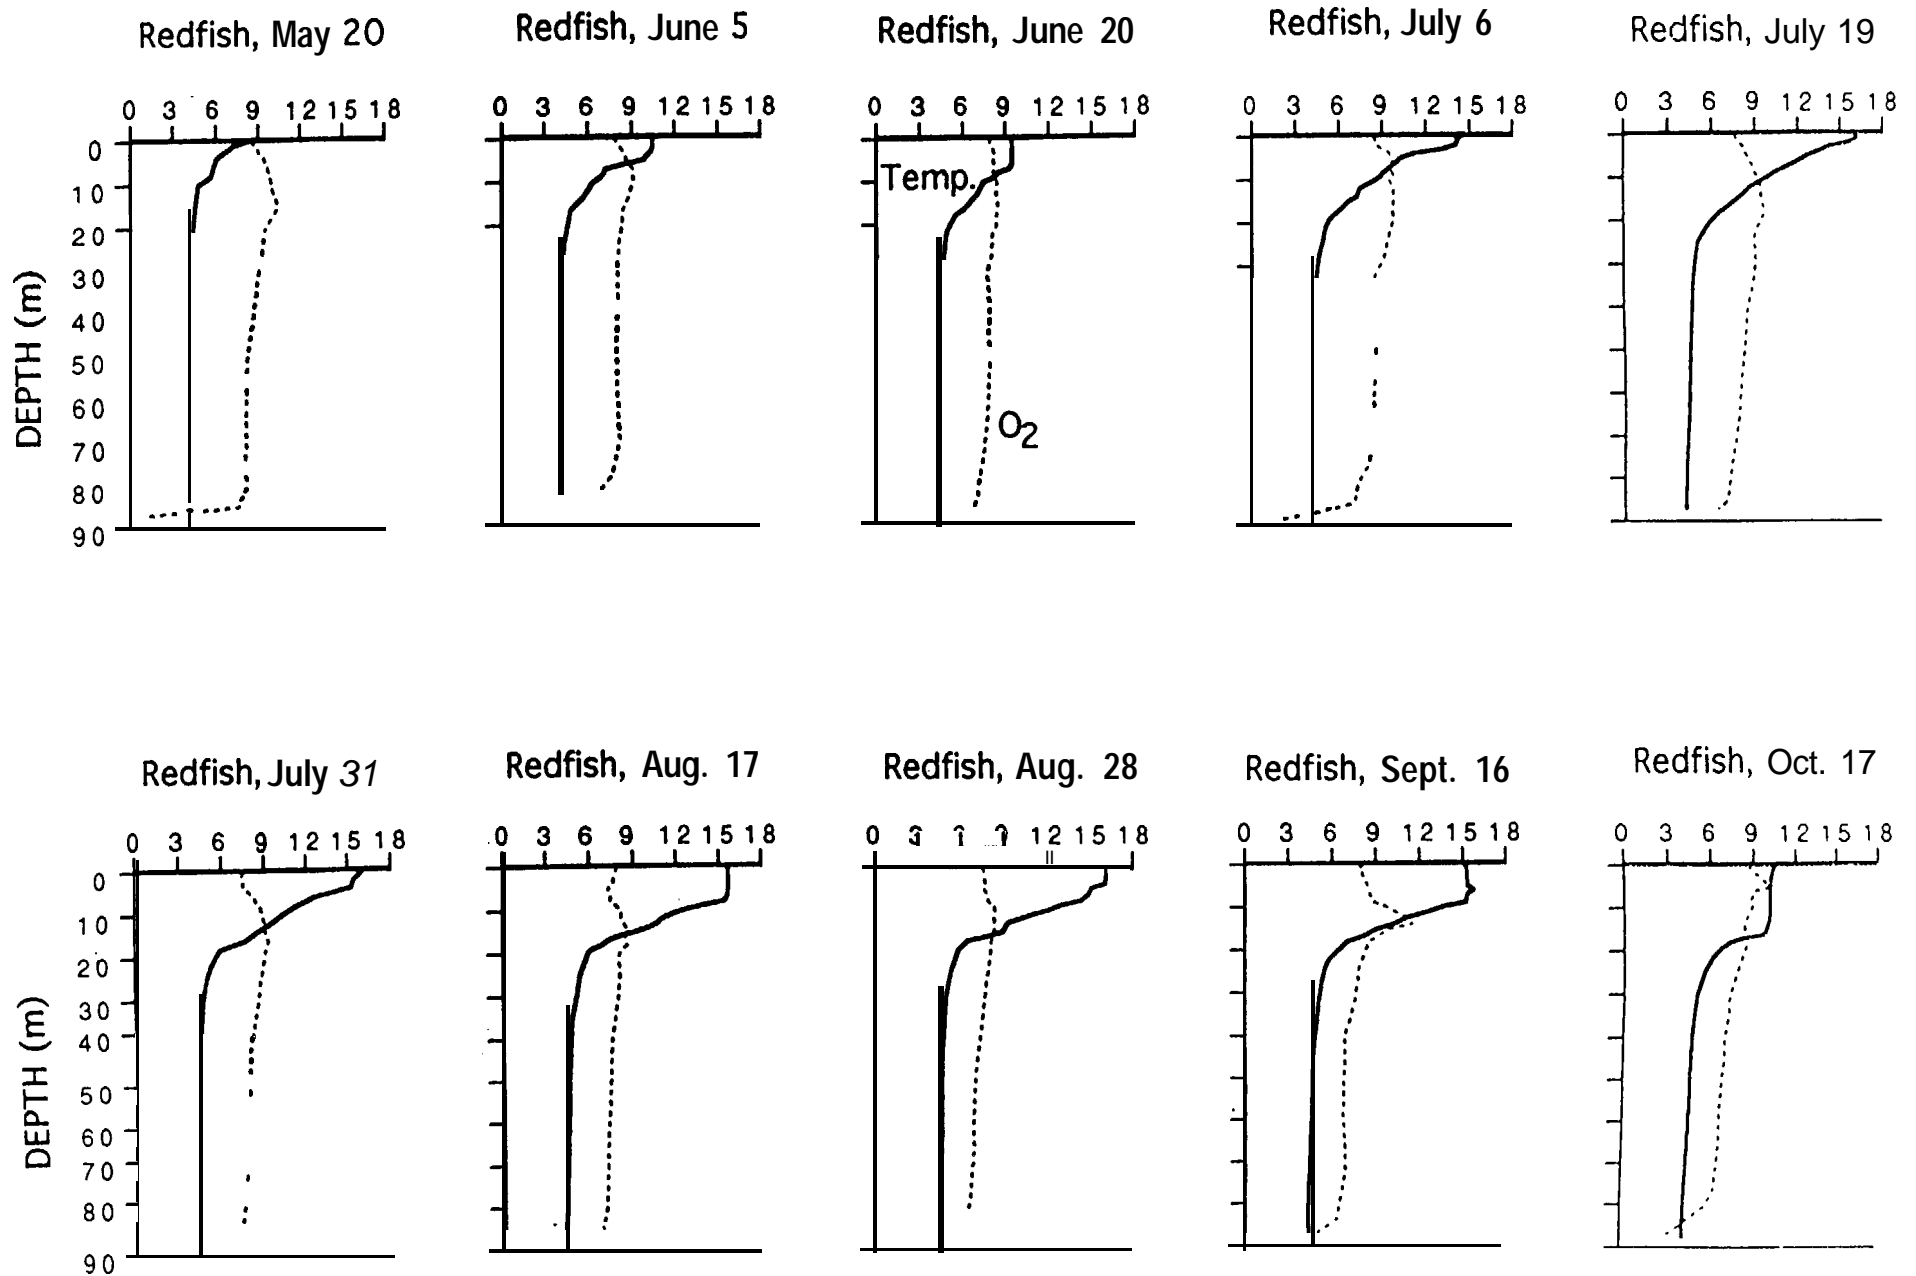 Redfish, May 20
Redfish, June 5
Redfish, June 20
Redfish, July 6
Redfish, July 19
0 3 6 9 12 15 18
0 3 6 9 12 15 18
0 3 6 9 12 15 18
0 3 6 9 12 15 18
0 3 6 9 12 15 18
DEPTH (m)
0
10
20
30
40
50
60
70
80
90
Temp.
O2
Redfish, July 31
Redfish, Aug. 17
Redfish, Aug. 28
Redfish, Sept. 16
Redfish, Oct. 17
0 3 6 9 12 15 18
0 3 6 9 12 15 18
0 12 15 18
0 3 6 9 12 15 18
0 3 6 9 12 15 18
DEPTH (m)
0
10
20
30
40
50
60
70
80
90